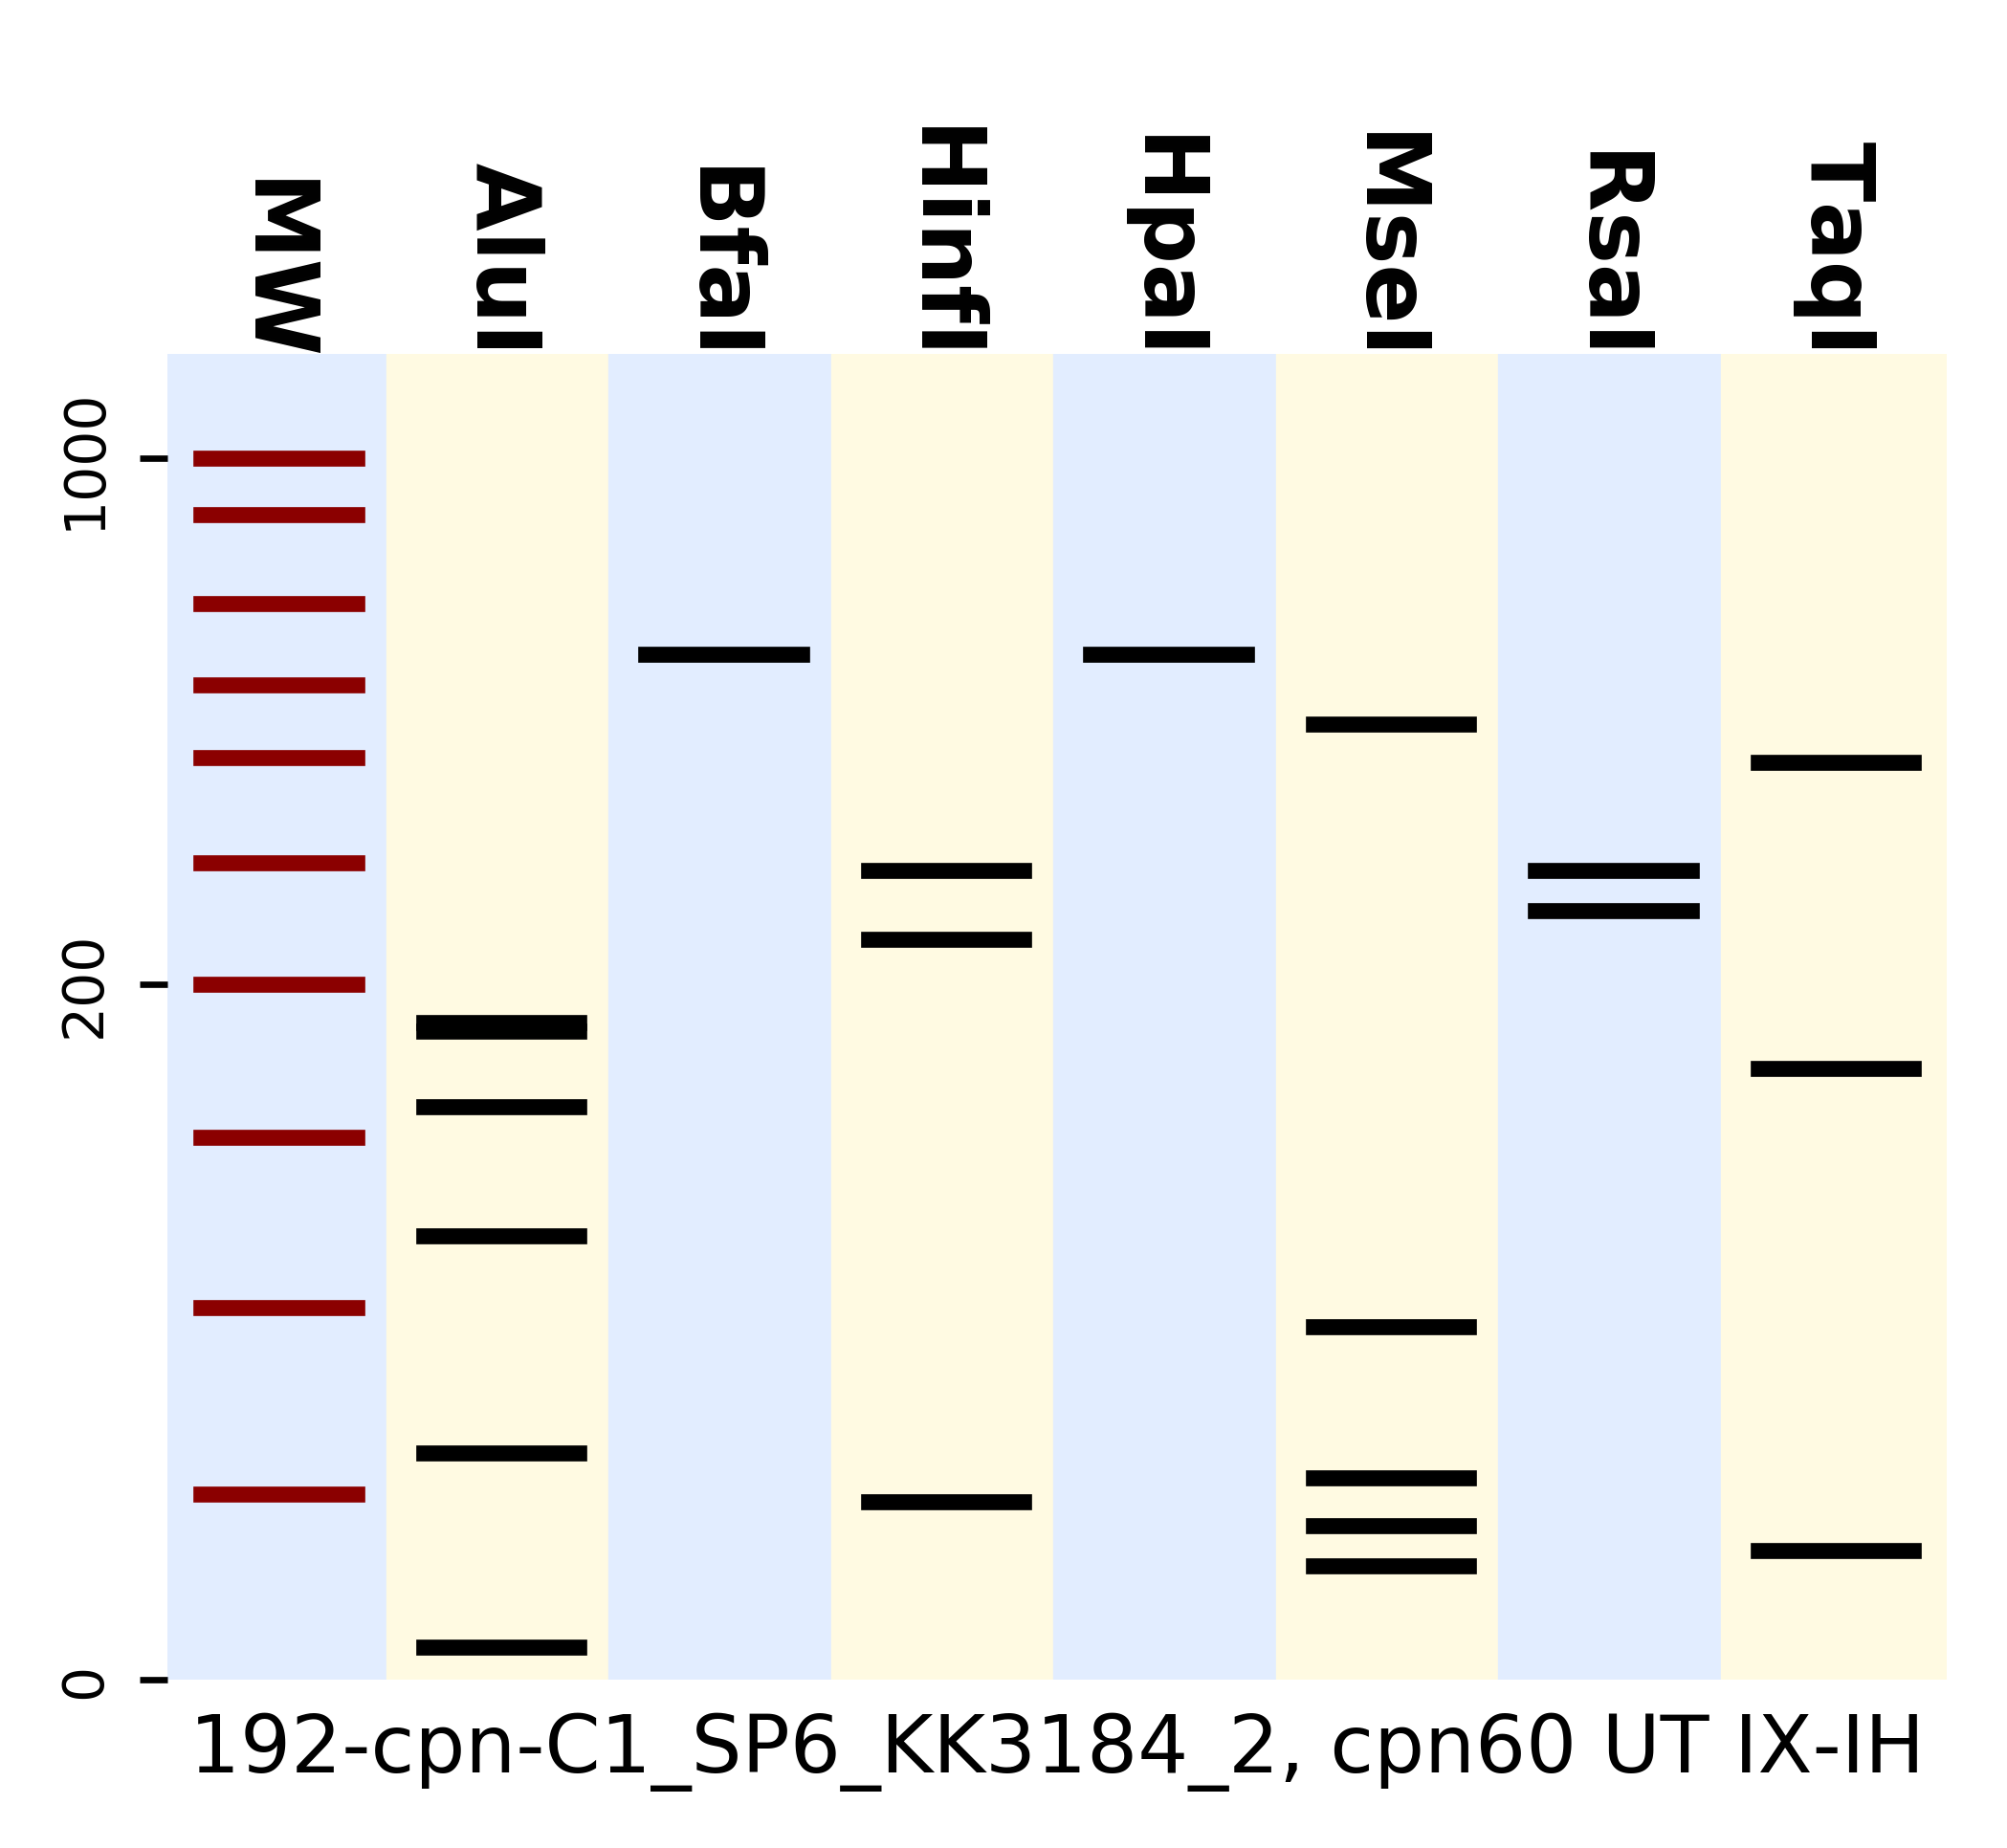 MW
AluI
BfaI
HinfI
HpaI
MseI
RsaI
TaqI
1000
200
0
192-cpn-C1_SP6_KK3184_2, cpn60 UT IX-IH